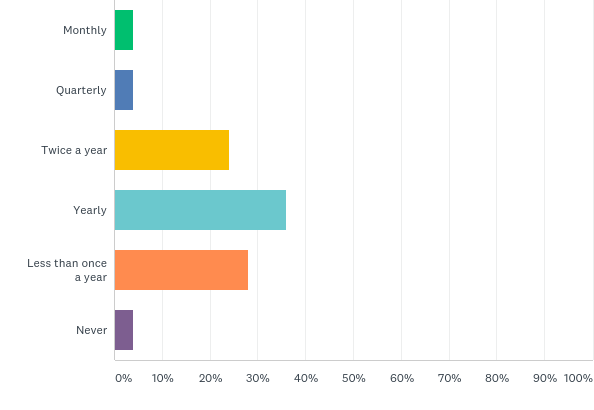 Monthly
Quarterly
Twice a year
Yearly
Less than once
a year
Never
0% 10% 20% 30% 40% 50% 60% 70% 80% 90% 100%